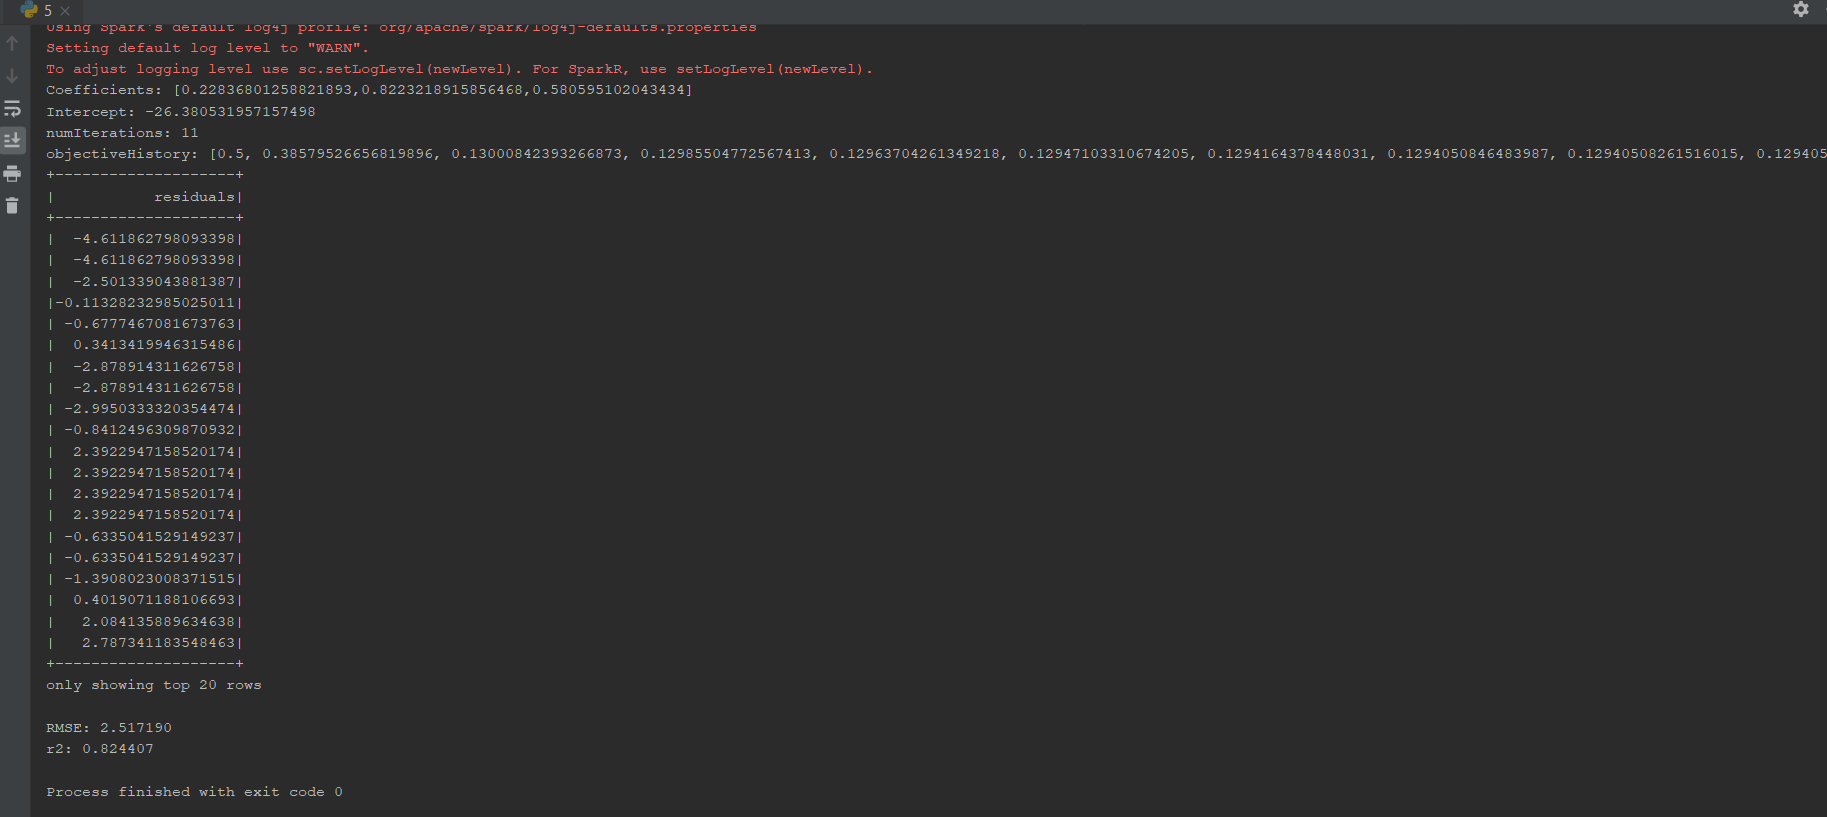 5
Using Spark's default log4j profile: org/apache/spark/log4j-defaults.properties
Setting default log level to "WARN".
To adjust logging level use sc.setLogLevel(newLevel). For SparkR, use setLogLevel(newLevel).
Coefficients: [0.22836801258821893,0.8223218915856468,0.580595102043434]
Intercept: -26.380531957157498
numIterations: 11
objectiveHistory: [0.5, 0.38579526656819896, 0.13000842393266873, 0.12985504772567413, 0.12963704261349218, 0.12947103310674205, 0.1294164378448031, 0.1294050846483987, 0.12940508261516015, 0.129405
+--------------------+
|           residuals|
+--------------------+
|  -4.611862798093398|
|  -4.611862798093398|
|  -2.501339043881387|
|-0.11328232985025011|
| -0.6777467081673763|
|  0.3413419946315486|
|  -2.878914311626758|
|  -2.878914311626758|
| -2.9950333320354474|
| -0.8412496309870932|
|  2.3922947158520174|
|  2.3922947158520174|
|  2.3922947158520174|
|  2.3922947158520174|
| -0.6335041529149237|
| -0.6335041529149237|
| -1.3908023008371515|
|  0.4019071188106693|
|   2.084135889634638|
|   2.787341183548463|
+--------------------+
only showing top 20 rows
RMSE: 2.517190
r2: 0.824407
Process finished with exit code 0